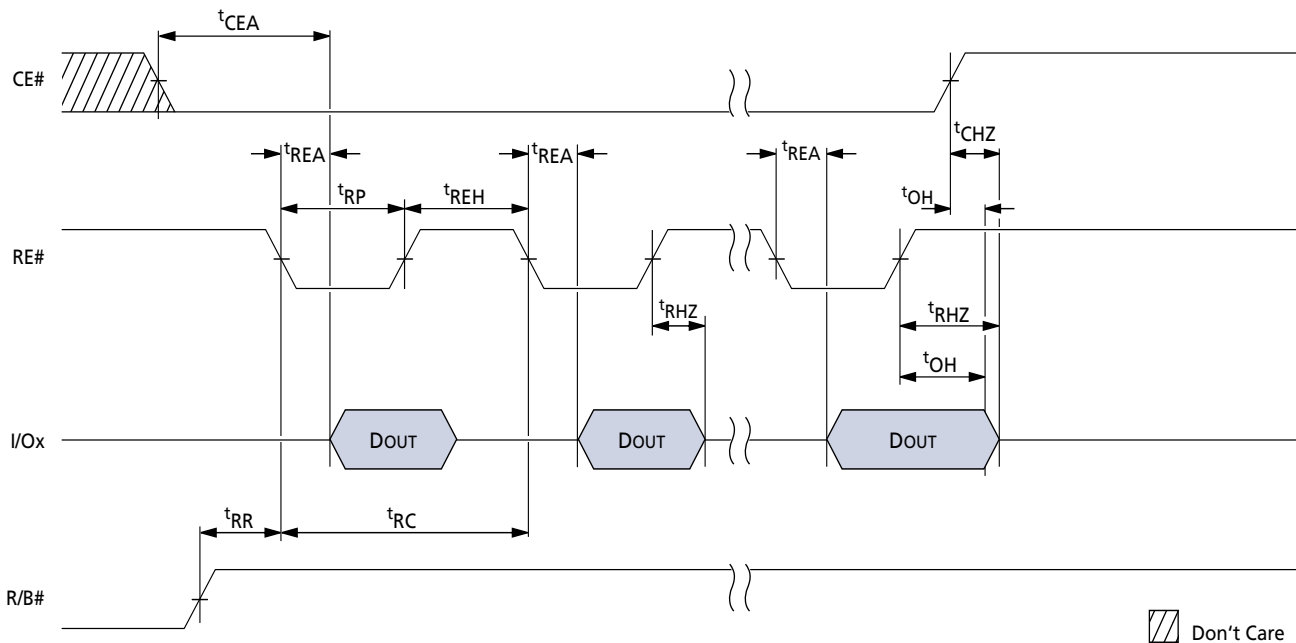 tCEA
CE#
tCHZ
tREA tREA tREA
tRP tREH tOH
RE#
tRHZ tRHZ
tOH
I/Ox DOUT DOUT DOUT
tRR tRC
R/B#
Don't Care